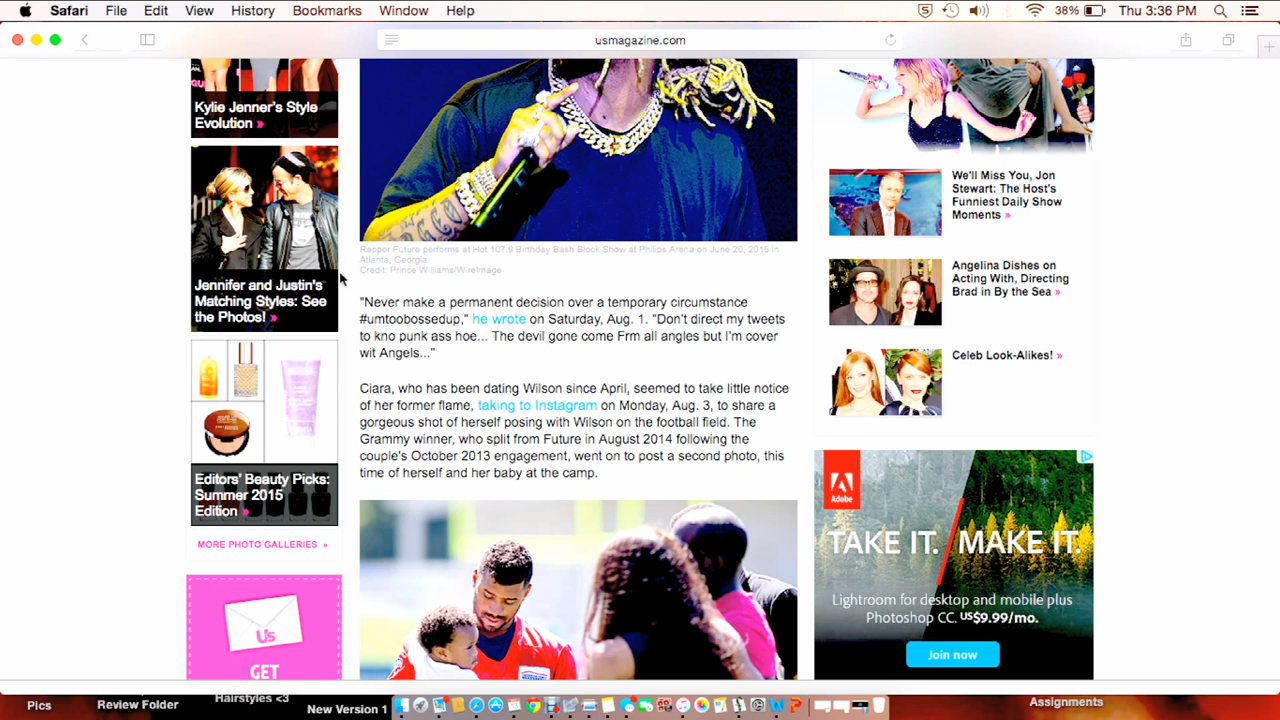 Safari File Edit View History Bookmarks Window Help
38% Thu 3:36 PM
usmagazine.com
Kylie Jenner's Style
Evolution »
Jennifer and Justin's
Matching Styles: See
the Photos! »
Editors' Beauty Picks:
Summer 2015
Edition »
MORE PHOTO GALLERIES »
Us
GET
Rapper Future performs at Hot 107.9 Birthday Bash Block Show at Philips Arena on June 20, 2015 in
Atlanta, Georgia.
Credit: Prince Williams/WireImage
"Never make a permanent decision over a temporary circumstance
#umtoobossedup," he wrote on Saturday, Aug. 1. "Don't direct my tweets
to kno punk ass hoe... The devil gone come Frm all angles but I'm cover
wit Angels..."
Ciara, who has been dating Wilson since April, seemed to take little notice
of her former flame, taking to Instagram on Monday, Aug. 3, to share a
gorgeous shot of herself posing with Wilson on the football field. The
Grammy winner, who split from Future in August 2014 following the
couple's October 2013 engagement, went on to post a second photo, this
time of herself and her baby at the camp.
We'll Miss You, Jon
Stewart: The Host's
Funniest Daily Show
Moments »
Angelina Dishes on
Acting With, Directing
Brad in By the Sea »
Celeb Look-Alikes! »
Adobe
TAKE IT. / MAKE IT.
Lightroom for desktop and mobile plus
Photoshop CC. US$9.99/mo.
Join now
Pics
Review Folder
Hairstyles <3
New Version 1
Assignments